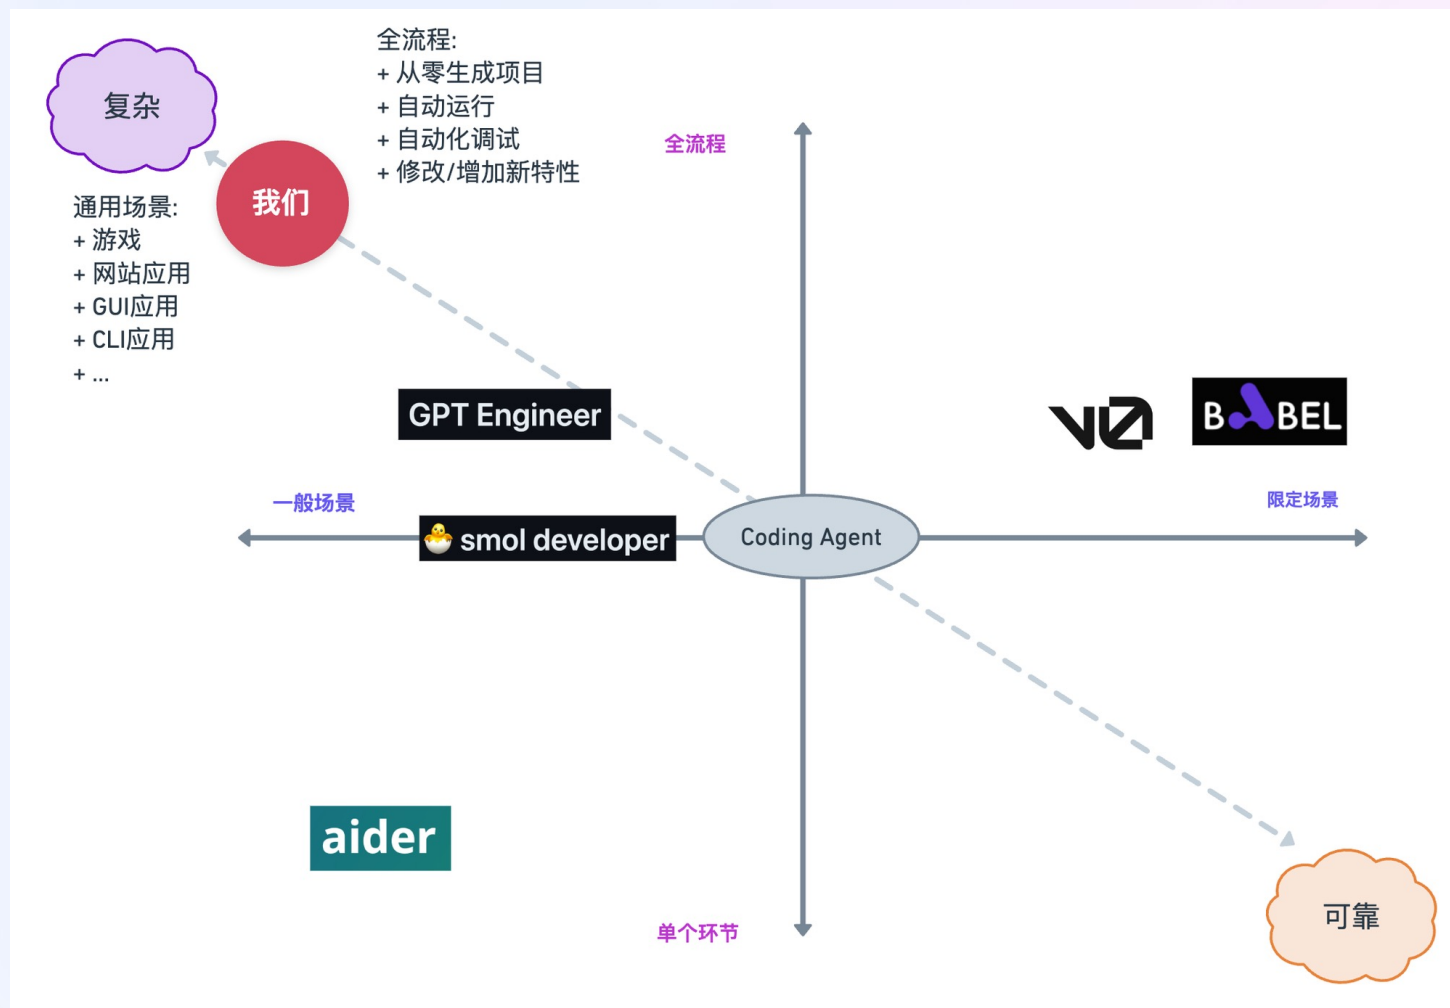 全流程:
+ 从零生成项目
+ 自动运行
+ 自动化调试
+ 修改/增加新特性
复杂
全流程
我们
通用场景:
+ 游戏
+ 网站应用
+ GUI应用
+ CLI应用
+ ...
GPT Engineer
v0
BABEL
一般场景
限定场景
smol developer
Coding Agent
aider
单个环节
可靠